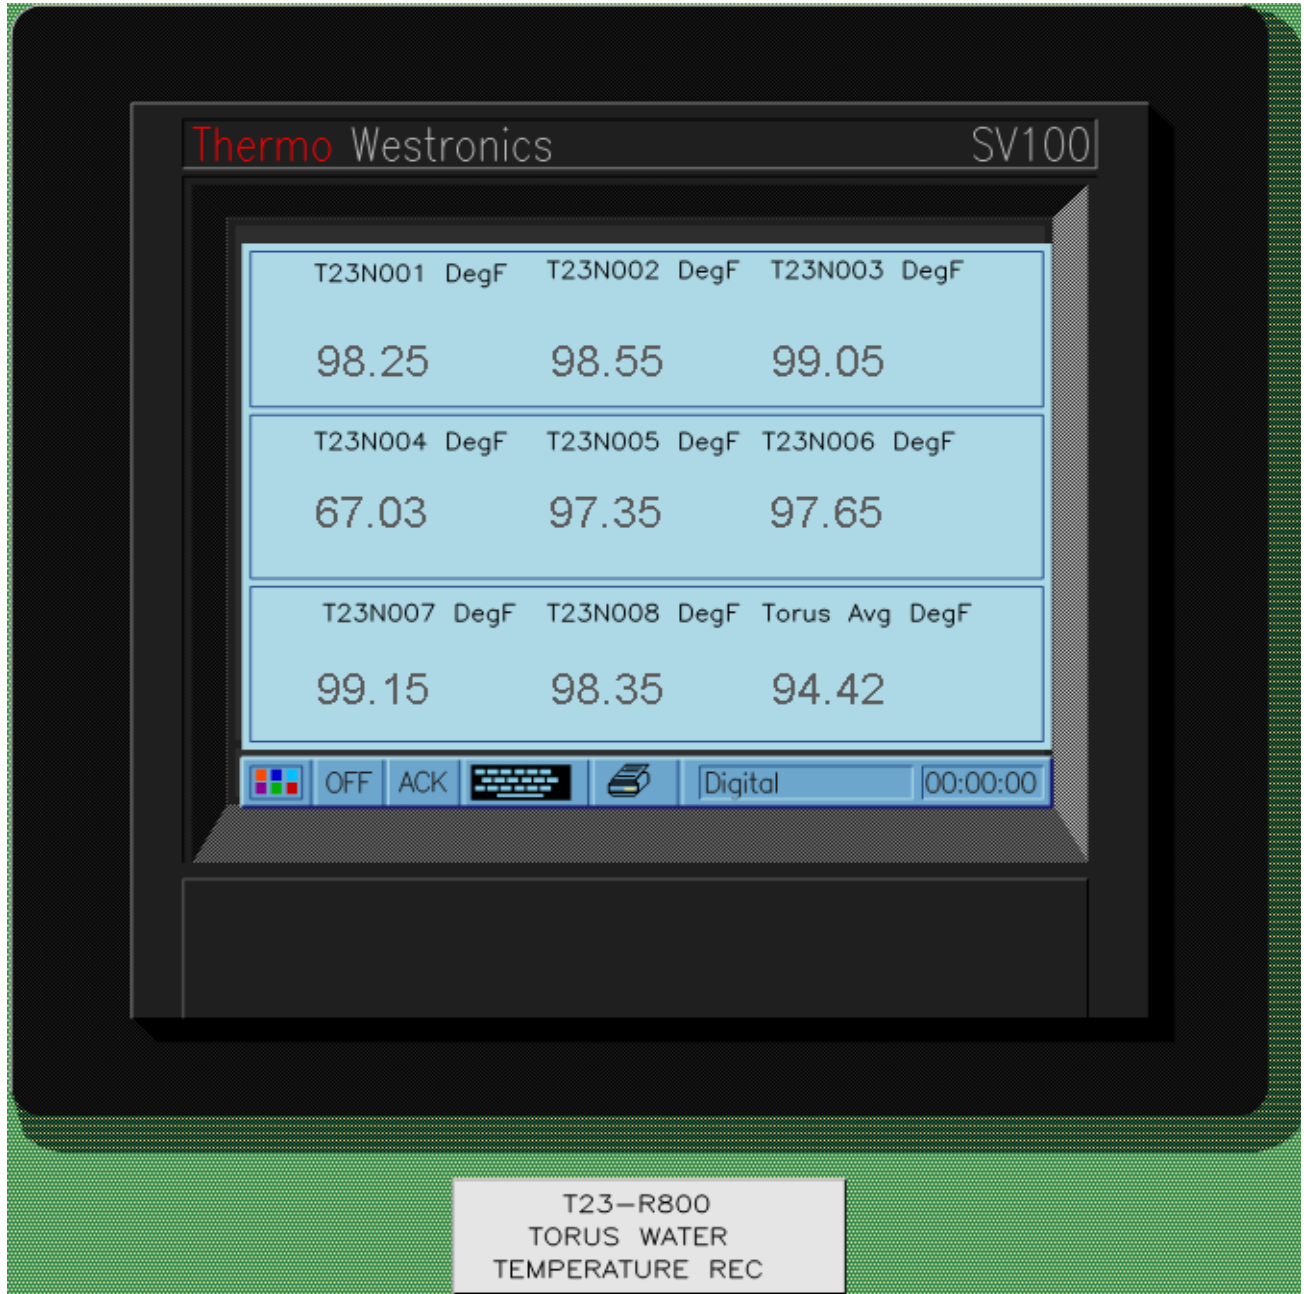 Thermo Westronics SV100
T23N001 DegF T23N002 DegF T23N003 DegF
98.25 98.55 99.05
T23N004 DegF T23N005 DegF T23N006 DegF
67.03 97.35 97.65
T23N007 DegF T23N008 DegF Torus Avg DegF
99.15 98.35 94.42
OFF ACK Digital 00:00:00
T23-R800
TORUS WATER
TEMPERATURE REC